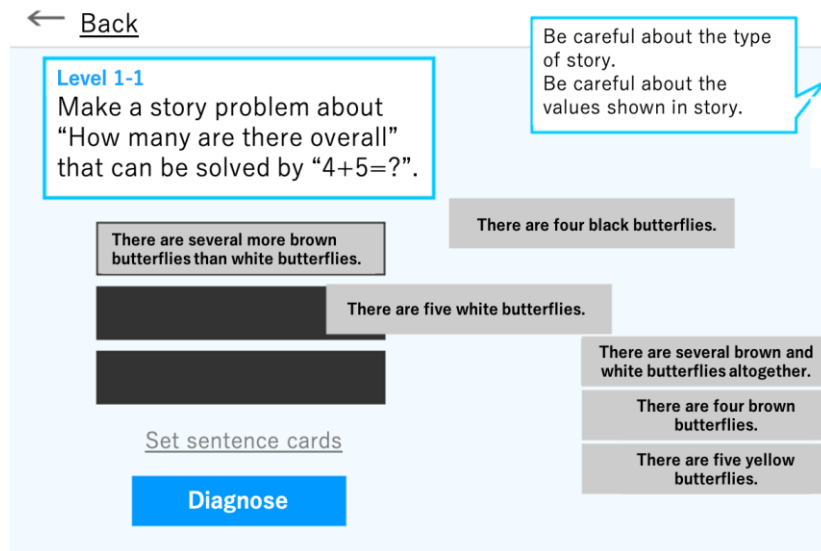 ← Back
Be careful about the type
of story.
Be careful about the
values shown in story.
Level 1-1
Make a story problem about
“How many are there overall”
that can be solved by “4+5=?”.
There are four black butterflies.
There are several more brown
butterflies than white butterflies.
There are five white butterflies.
There are several brown and
white butterflies altogether.
There are four brown
butterflies.
There are five yellow
butterflies.
Set sentence cards
Diagnose